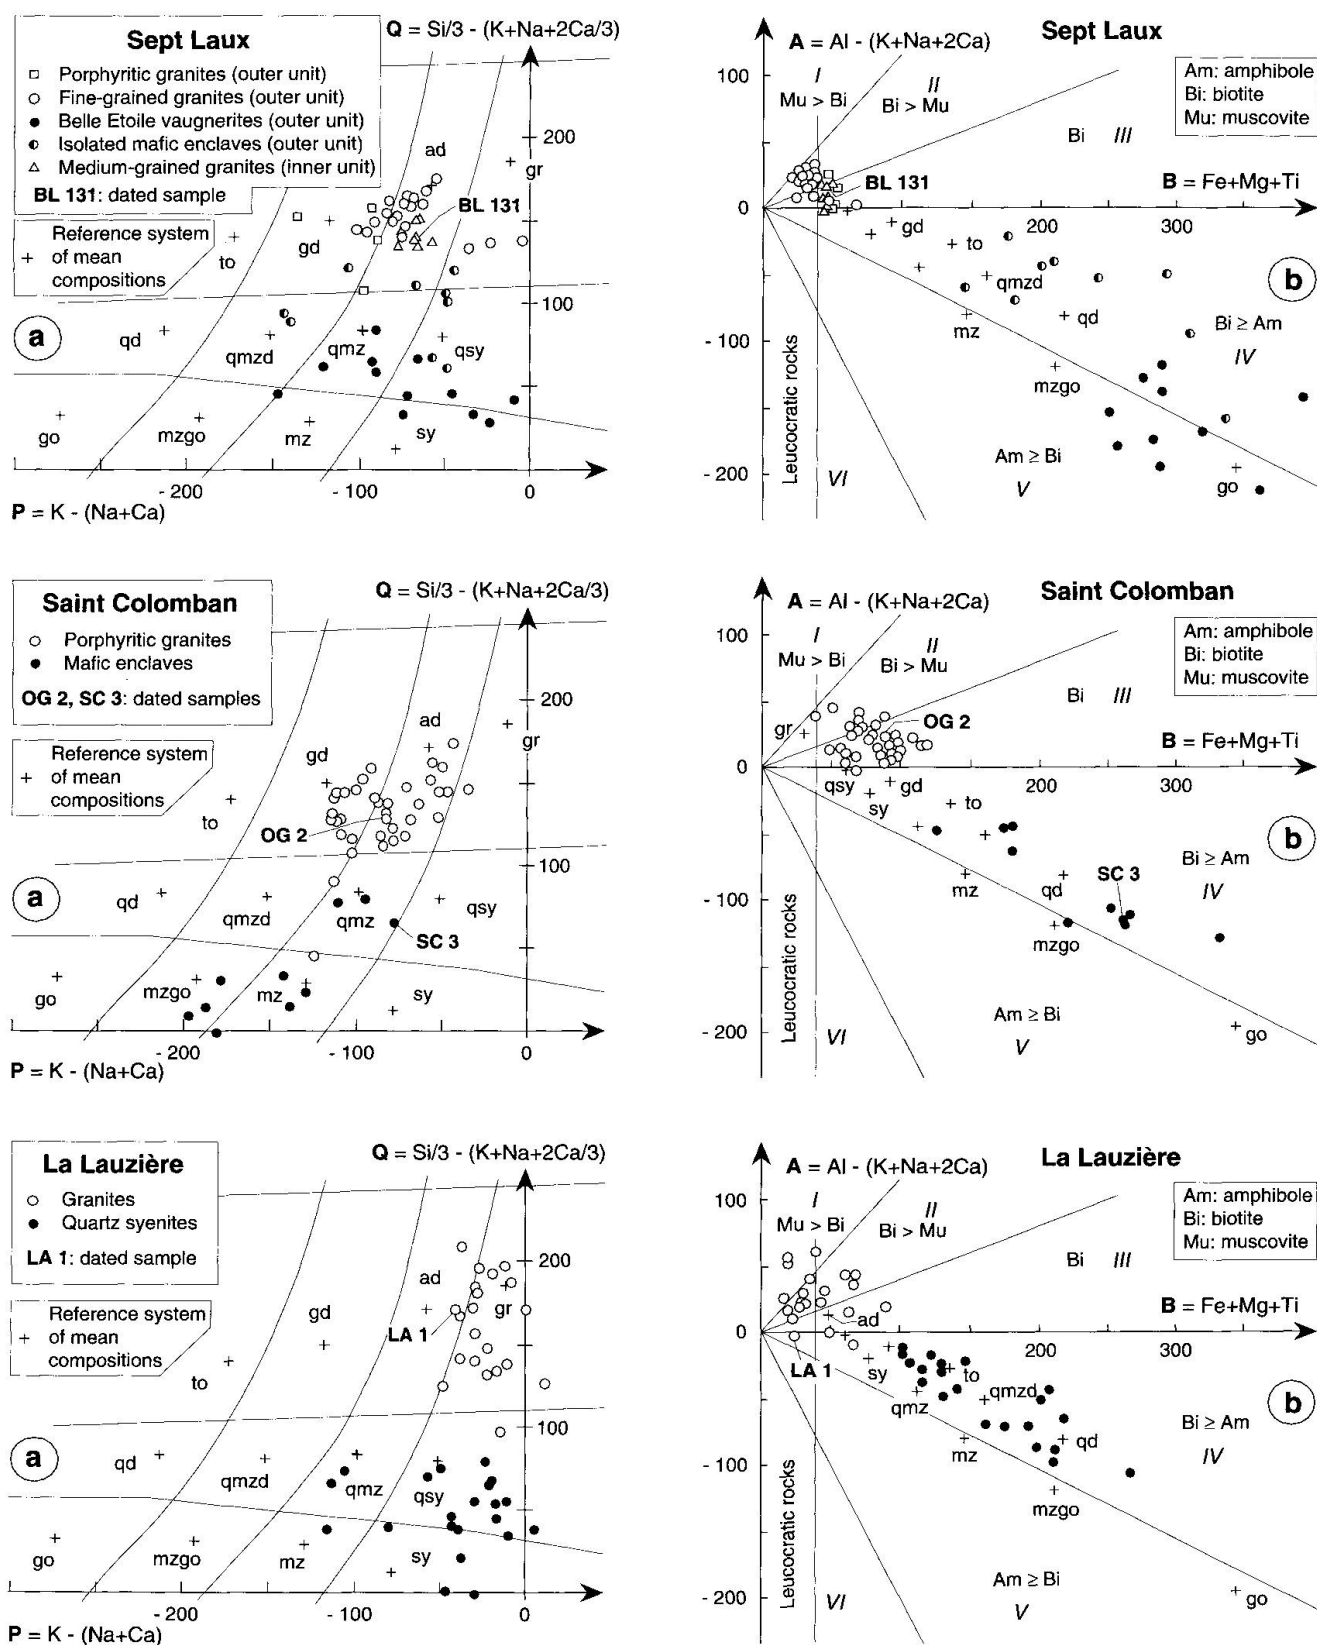 Q = Si/3 - (K+Na+2Ca/3)
Sept Laux
Porphyritic granites (outer unit)
Fine-grained granites (outer unit)
Belle Etoile vaugnerites (outer unit)
Isolated mafic enclaves (outer unit)
Medium-grained granites (inner unit)
BL 131: dated sample
Reference system
+ of mean
compositions
200
ad
gr
BL 131
gd
to
100
a
qd
qmzd
qmz
qsy
go
mzgo
mz
sy
- 200
- 100
0
P = K - (Na+Ca)
A = Al - (K+Na+2Ca)
Sept Laux
100
I
Mu > Bi
II
Bi > Mu
Am: amphibole
Bi: biotite
Mu: muscovite
Bi III
BL 131
B = Fe+Mg+Ti
0
gd
to
200
300
qmzd
b
mz
qd
- 100
Bi ≥ Am
IV
mzgo
Leucocratic rocks
Am ≥ Bi
VI
V
go
- 200
Q = Si/3 - (K+Na+2Ca/3)
Saint Colomban
Porphyritic granites
Mafic enclaves
OG 2, SC 3: dated samples
Reference system
+ of mean
compositions
200
ad
gr
gd
to
OG 2
100
a
qd
qmzd
qmz
qsy
SC 3
go
mzgo
mz
sy
- 200
- 100
0
P = K - (Na+Ca)
A = Al - (K+Na+2Ca)
Saint Colomban
100
I
Mu > Bi
II
Bi > Mu
Am: amphibole
Bi: biotite
Mu: muscovite
Bi III
gr
OG 2
B = Fe+Mg+Ti
0
qsy
gd
sy
to
200
300
b
Bi ≥ Am
IV
mz
qd
SC 3
- 100
mzgo
Leucocratic rocks
Am ≥ Bi
VI
V
go
- 200
Q = Si/3 - (K+Na+2Ca/3)
La Lauzière
Granites
Quartz syenites
LA 1: dated sample
Reference system
+ of mean
compositions
200
ad
gr
gd
LA 1
to
100
a
qd
qmzd
qmz
qsy
go
mzgo
mz
sy
- 200
- 100
0
P = K - (Na+Ca)
A = Al - (K+Na+2Ca)
La Lauzière
100
I
Mu > Bi
II
Bi > Mu
Am: amphibole
Bi: biotite
Mu: muscovite
Bi III
B = Fe+Mg+Ti
0
ad
LA 1
sy
to
200
300
qmz
qmzd
b
mz
qd
Bi ≥ Am
IV
- 100
mzgo
Leucocratic rocks
Am ≥ Bi
VI
V
go
- 200